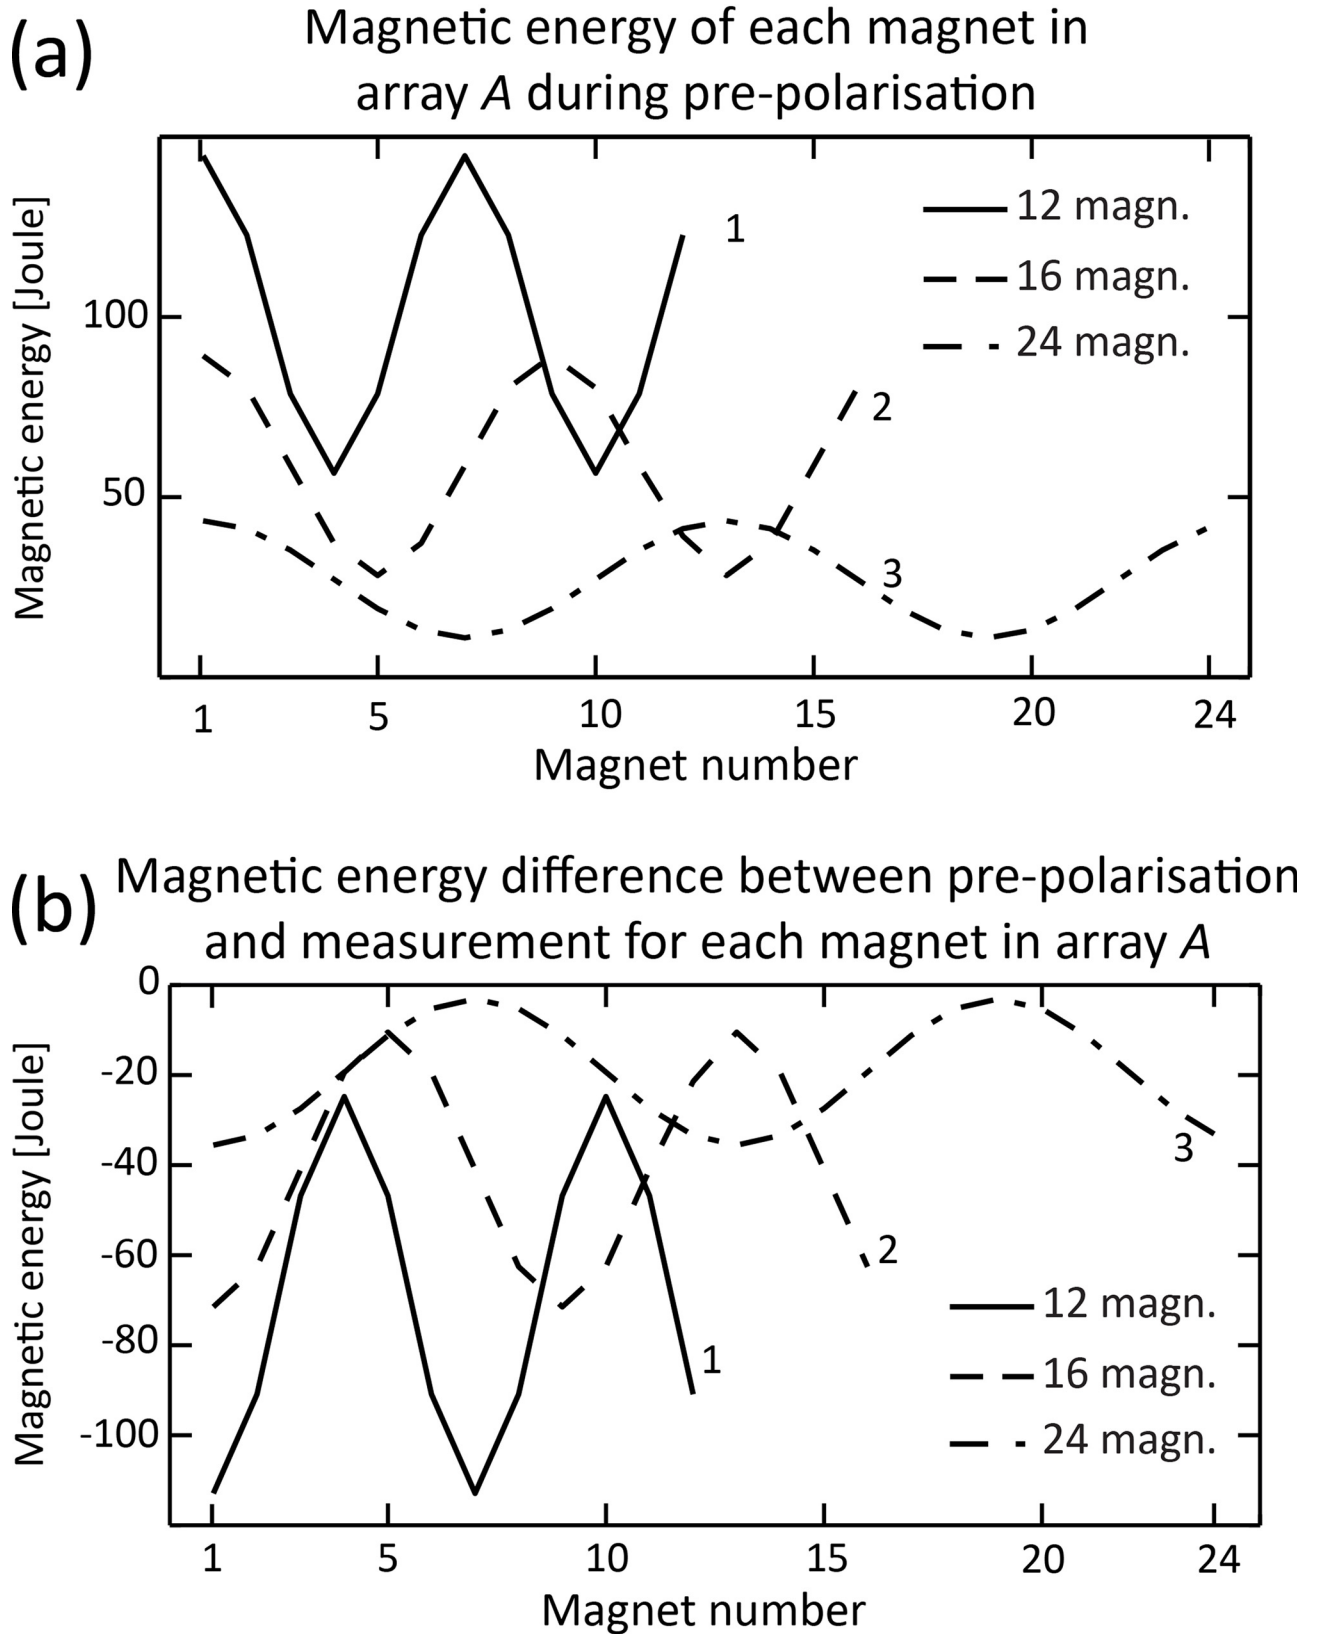 (a)
Magnetic energy of each magnet in
array A during pre-polarisation
Magnetic energy [Joule]
100
50
12 magn.
16 magn.
24 magn.
1
2
3
1 5 10 15 20 24
Magnet number
(b)
Magnetic energy difference between pre-polarisation
and measurement for each magnet in array A
Magnetic energy [Joule]
0
-20
-40
-60
-80
-100
3
2
1
12 magn.
16 magn.
24 magn.
1 5 10 15 20 24
Magnet number